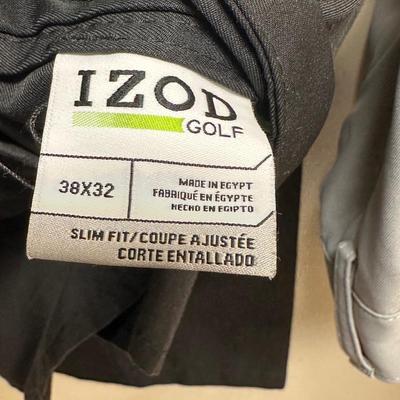 IZOD
GOLF
38X32
MADE IN EGYPT
FABRIQUÉ EN ÉGYPTE
HECHO EN EGIPTO
SLIM FIT/COUPE AJUSTÉE
CORTE ENTALLADO